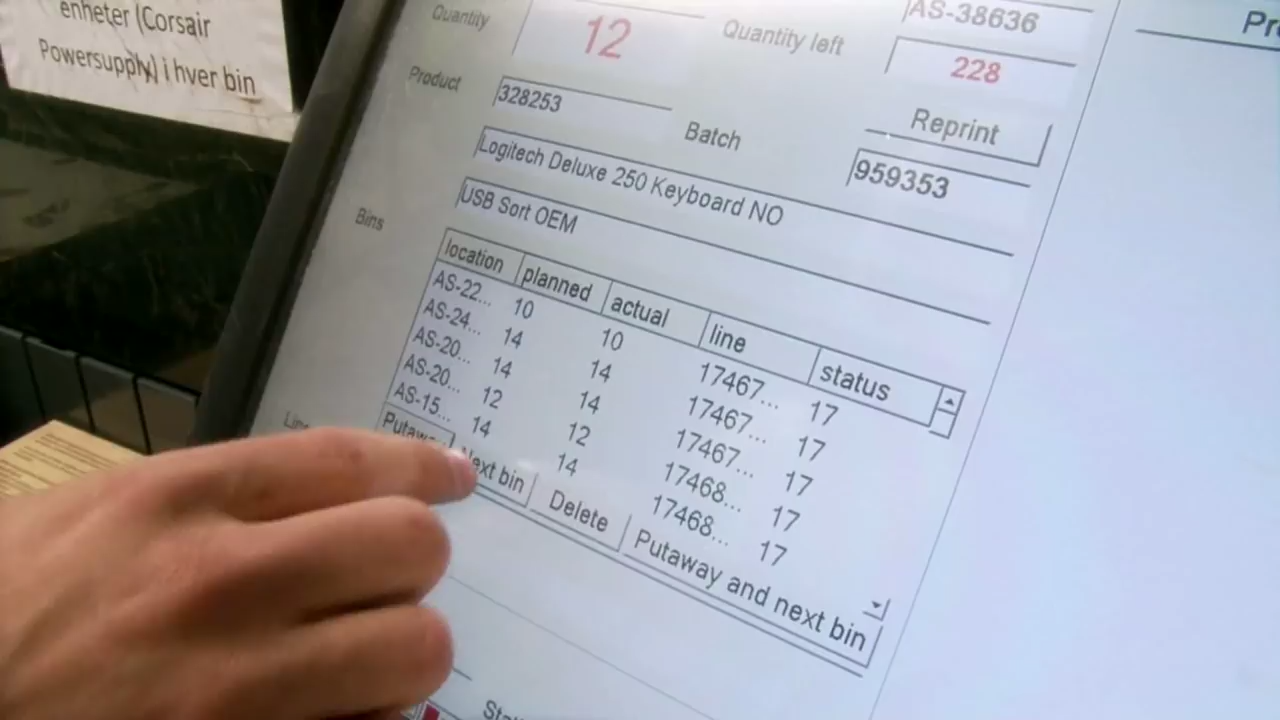 enheter (Corsair
Powersupply) i hver bin
Quantity 12 Quantity left AS-38636
228
Product 328253 Reprint
Batch 959353
Logitech Deluxe 250 Keyboard NO
USB Sort OEM
Bins
location planned actual line status
AS-22... 10 10 17467... 17
AS-24... 14 14 17467... 17
AS-20... 14 14 17467... 17
AS-20... 12 12 17468... 17
AS-15... 14 14 17468... 17
Next bin Delete Putaway and next bin